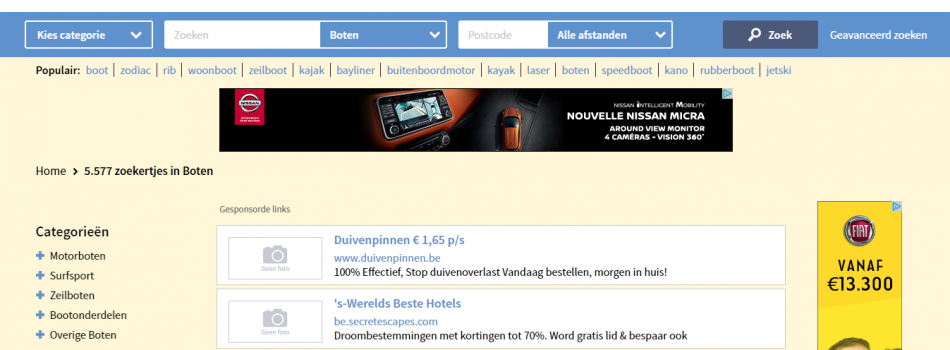 Kies categorie Zoeken Boten Postcode Alle afstanden Zoek Geavanceerd zoeken
Populair: boot | zodiac | rib | woonboot | zeilboot | kajak | bayliner | buitenboordmotor | kayak | laser | boten | speedboot | kano | rubberboot | jetski
NISSAN
NISSAN INTELLIGENT MOBILITY
NOUVELLE NISSAN MICRA
AROUND VIEW MONITOR
4 CAMÉRAS - VISION 360°
Home > 5.577 zoekertjes in Boten
Gesponsorde links
Categorieën
Motorboten
Surfsport
Zeilboten
Bootonderdelen
Overige Boten
Geen foto
Duivenpinnen € 1,65 p/s
www.duivenpinnen.be
100% Effectief, Stop duivenoverlast Vandaag bestellen, morgen in huis!
Geen foto
's-Werelds Beste Hotels
be.secretescapes.com
Droombestemmingen met kortingen tot 70%. Word gratis lid & bespaar ook
FIAT
VANAF
€13.300